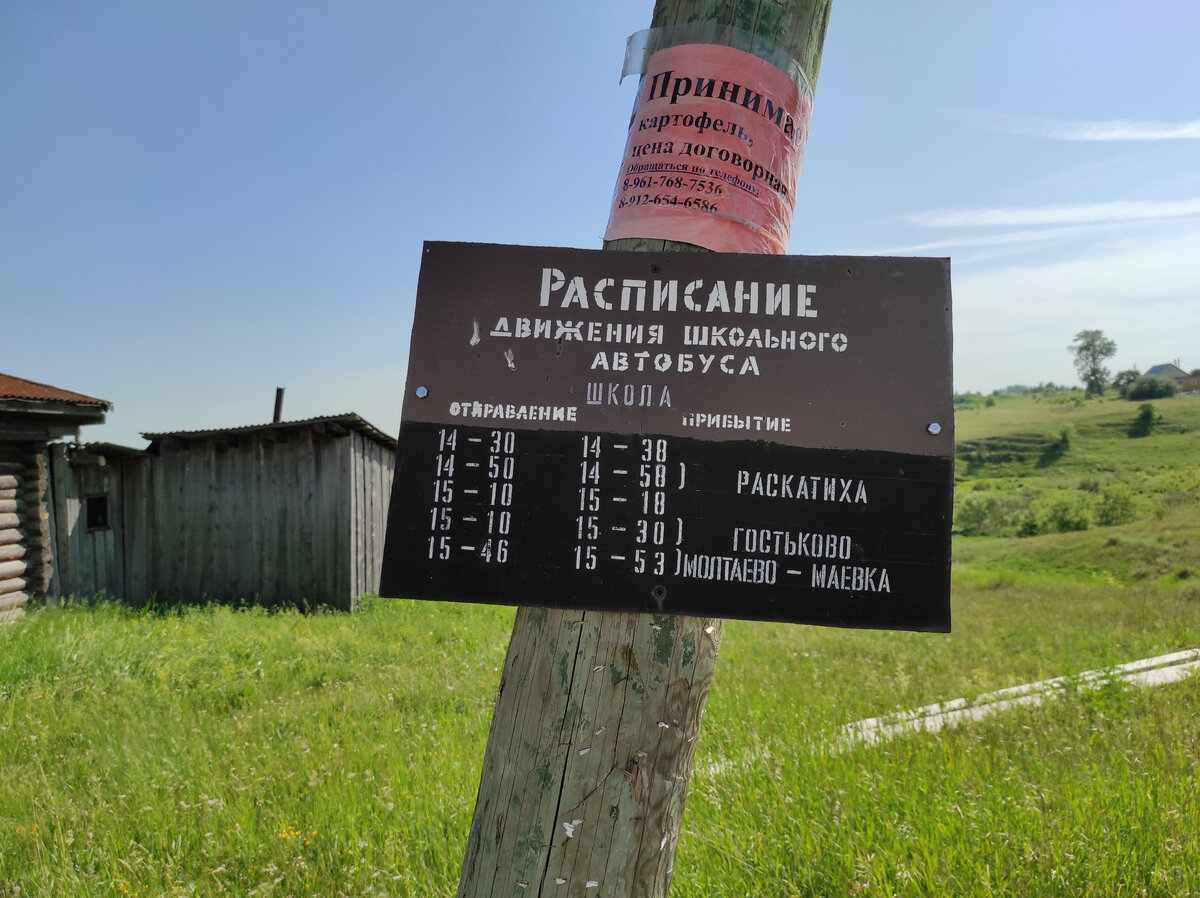 Принима
картофель,
цена договорная
Обращаться по телефону:
8-961-768-7536
8-912-654-6586
РАСПИСАНИЕ
ДВИЖЕНИЯ ШКОЛЬНОГО
АВТОБУСА
ШКОЛА
ОТПРАВЛЕНИЕ ПРИБЫТИЕ
14 - 30 14 - 38
14 - 50 14 - 58 ) РАСКАТИХА
15 - 10 15 - 18
15 - 10 15 - 30 ) ГОСТЬКОВО
15 - 46 15 - 53 ) МОЛТАЕВО - МАЕВКА